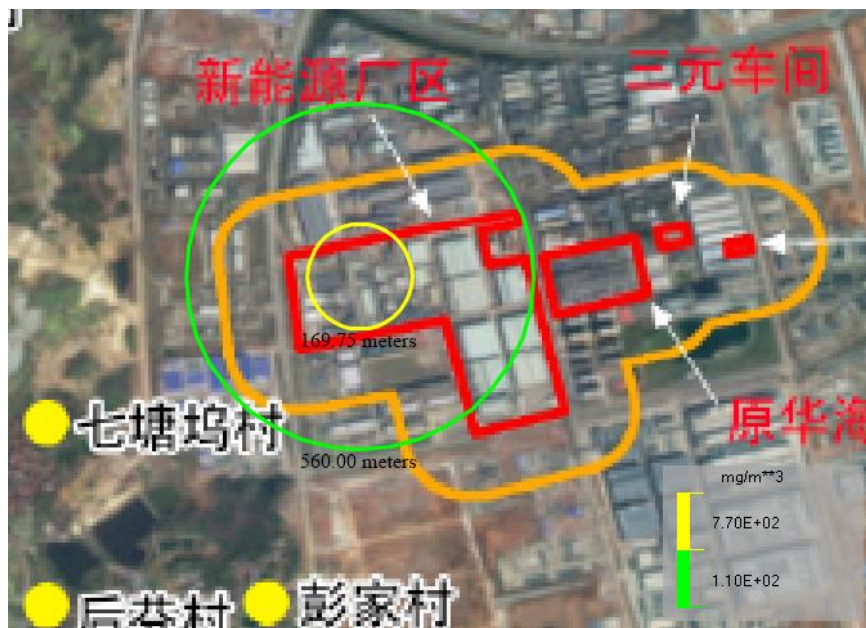 新能源厂区
三元车间
169.75 meters
七塘坞村
560.00 meters
原华海
mg/m**3
7.70E+02
1.10E+02
彭家村